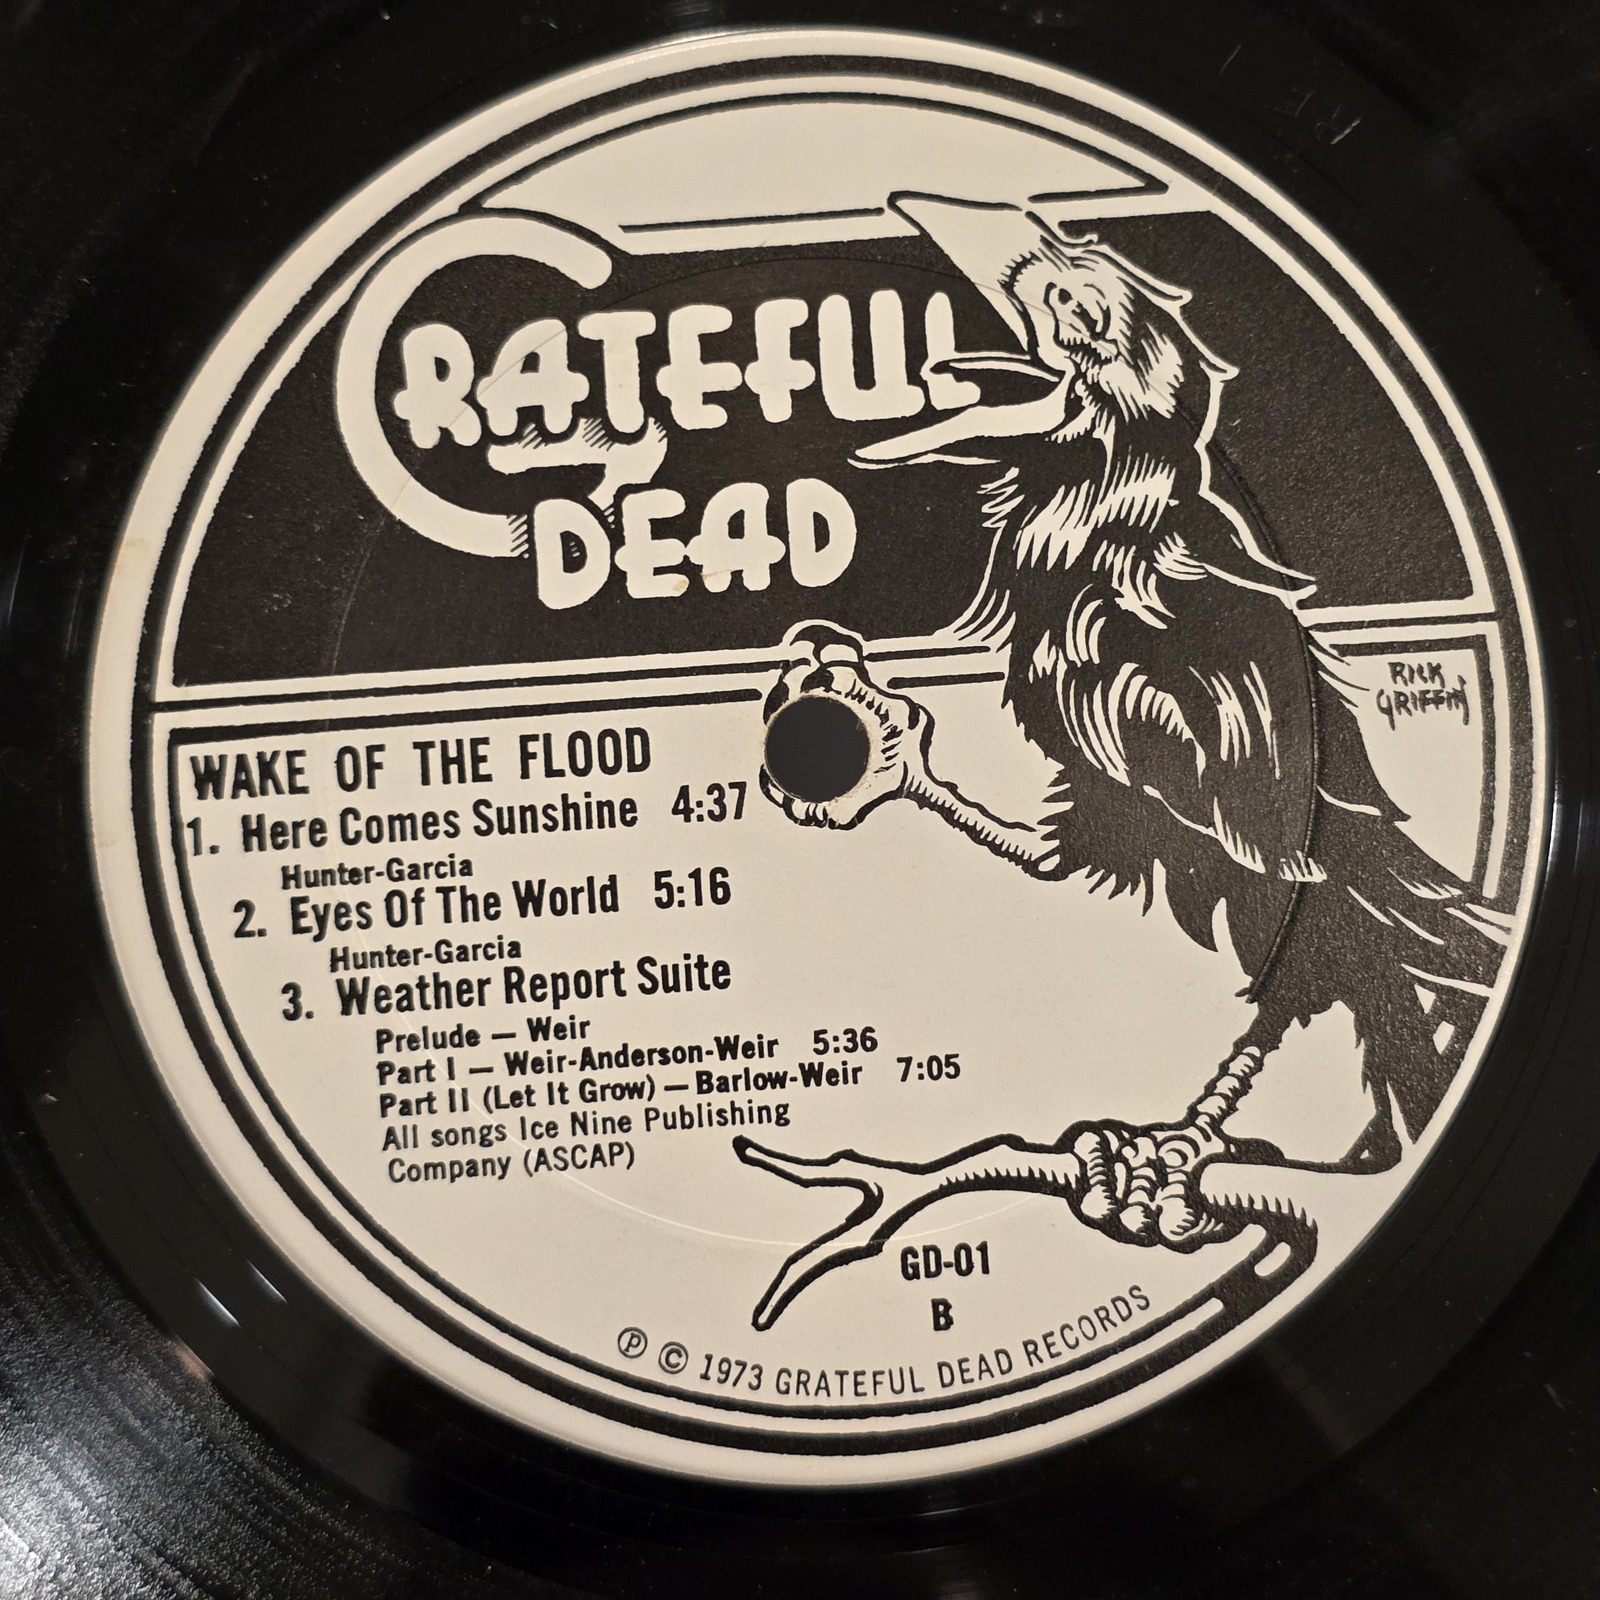 GRATEFUL
DEAD
RICK
GRIFFIN
WAKE OF THE FLOOD
1. Here Comes Sunshine 4:37
Hunter-Garcia
2. Eyes Of The World 5:16
Hunter-Garcia
3. Weather Report Suite
Prelude — Weir
Part I — Weir-Anderson-Weir 5:36
Part II (Let It Grow) — Barlow-Weir 7:05
All songs Ice Nine Publishing
Company (ASCAP)
GD-01
B
℗ © 1973 GRATEFUL DEAD RECORDS